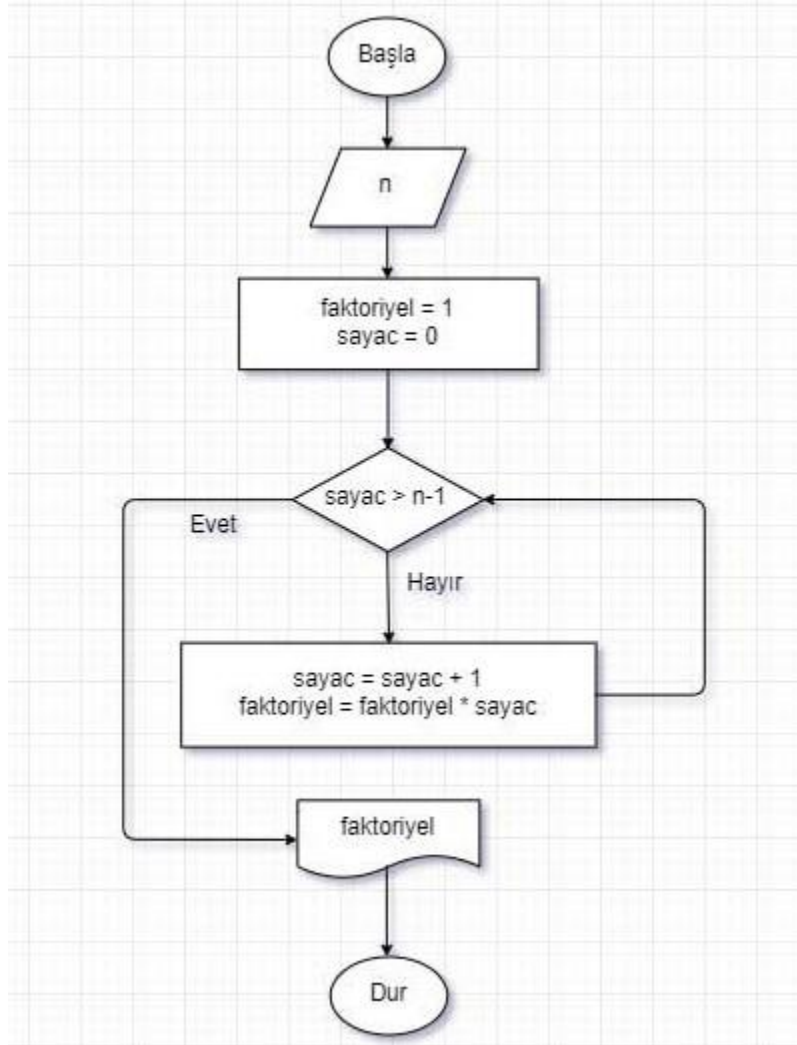 Başla
n
faktoriyel = 1
sayac = 0
sayac > n-1
Evet
Hayır
sayac = sayac + 1
faktoriyel = faktoriyel * sayac
faktoriyel
Dur